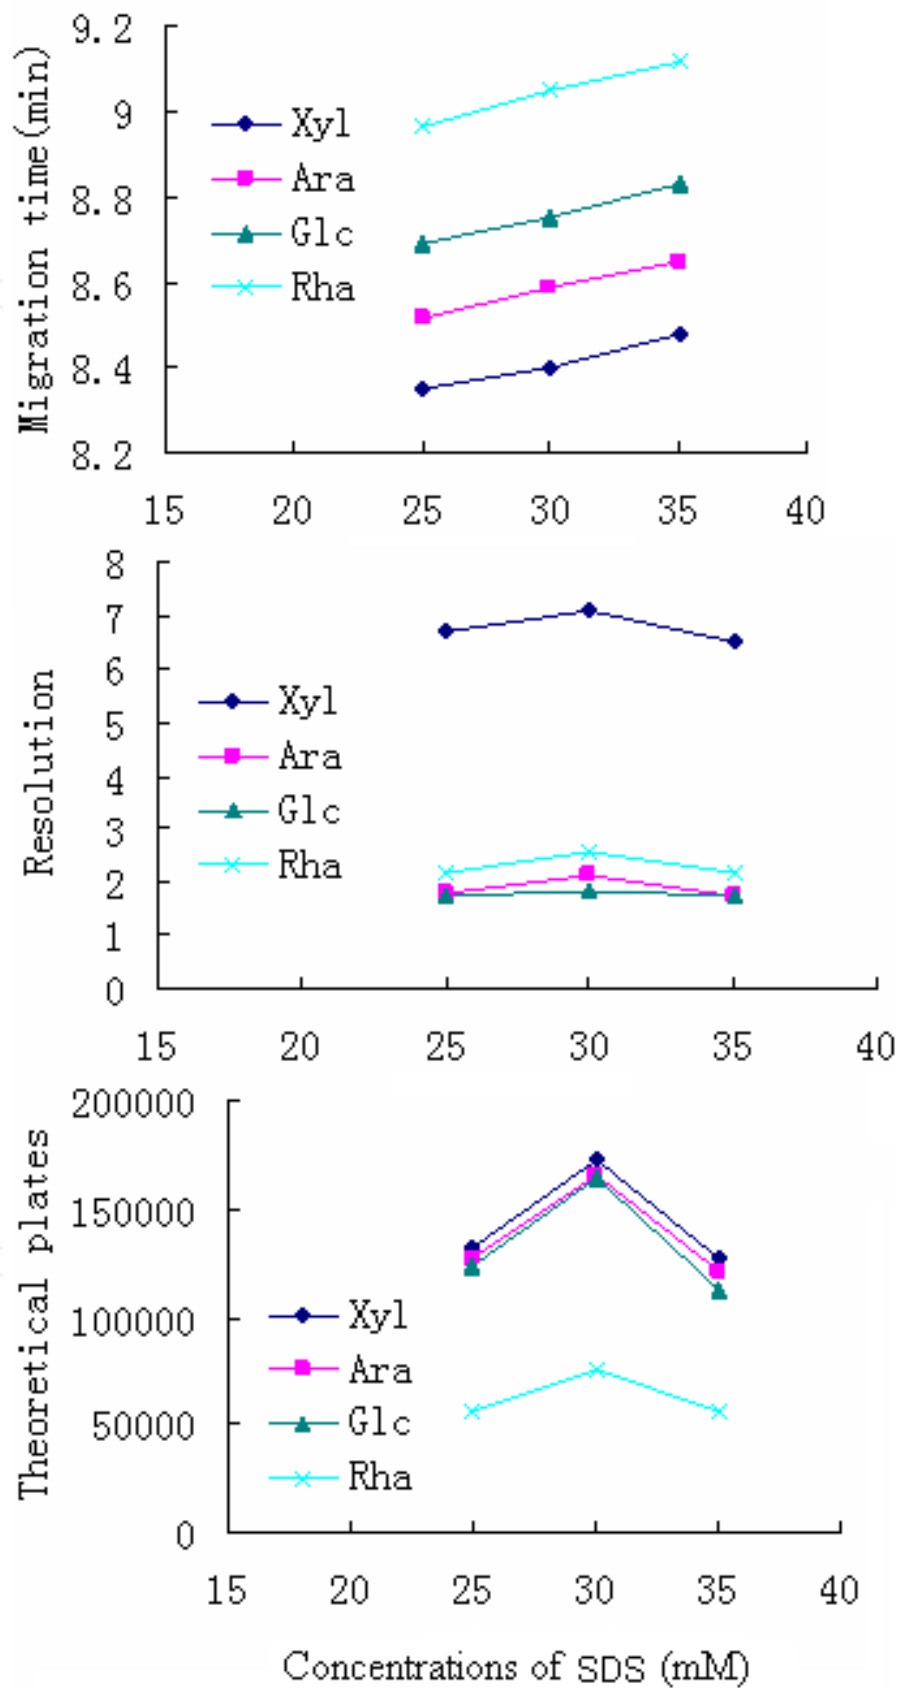 Migration time(min)
9.2
9
8.8
8.6
8.4
8.2
Xyl
Ara
Glc
Rha
15 20 25 30 35 40
Resolution
8
7
6
5
4
3
2
1
0
Xyl
Ara
Glc
Rha
15 20 25 30 35 40
Theoretical plates
200000
150000
100000
50000
0
Xyl
Ara
Glc
Rha
15 20 25 30 35 40
Concentrations of SDS (mM)